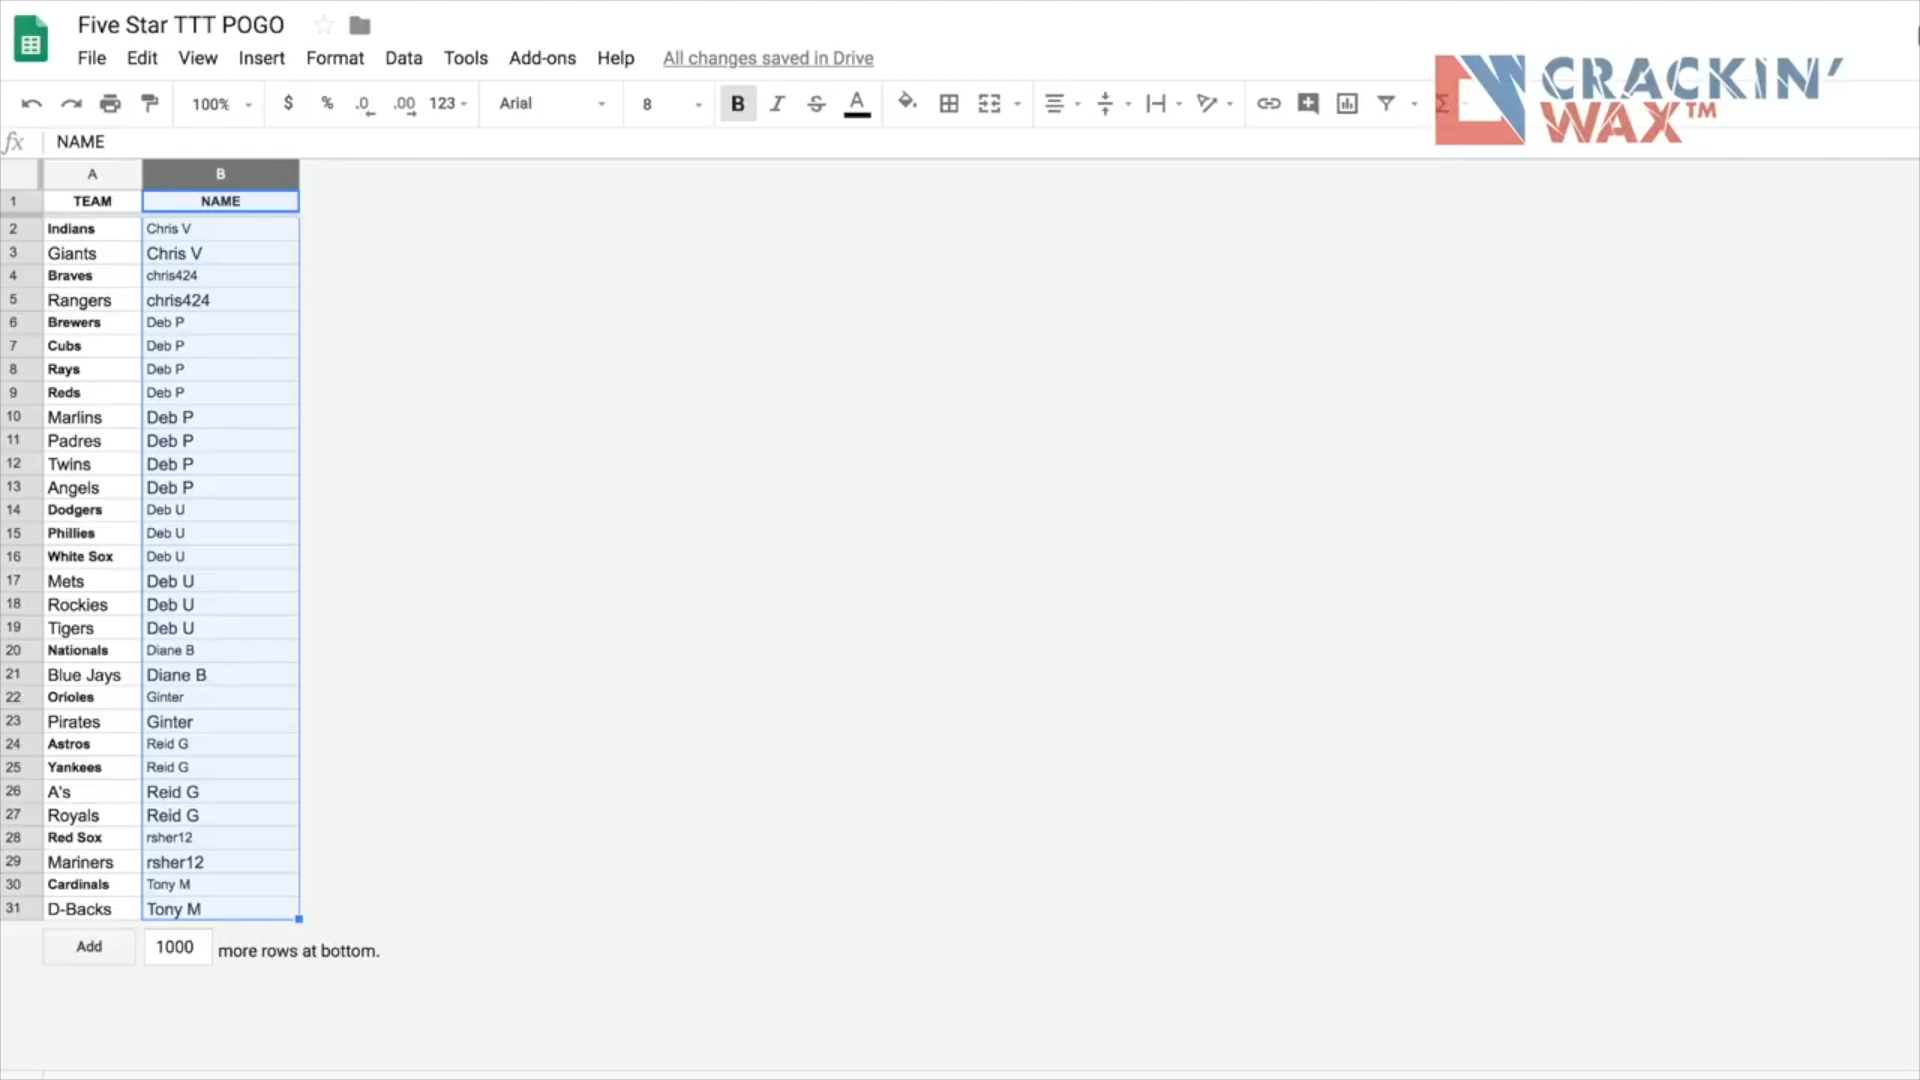 Five Star TTT POGO
File Edit View Insert Format Data Tools Add-ons Help All changes saved in Drive
CRACKIN'
WAX™
100% $ % .0 .00 123 Arial 8 B I S A Σ
fx NAME
A B
1 TEAM NAME
2 Indians Chris V
3 Giants Chris V
4 Braves chris424
5 Rangers chris424
6 Brewers Deb P
7 Cubs Deb P
8 Rays Deb P
9 Reds Deb P
10 Marlins Deb P
11 Padres Deb P
12 Twins Deb P
13 Angels Deb P
14 Dodgers Deb U
15 Phillies Deb U
16 White Sox Deb U
17 Mets Deb U
18 Rockies Deb U
19 Tigers Deb U
20 Nationals Diane B
21 Blue Jays Diane B
22 Orioles Ginter
23 Pirates Ginter
24 Astros Reid G
25 Yankees Reid G
26 A's Reid G
27 Royals Reid G
28 Red Sox rsher12
29 Mariners rsher12
30 Cardinals Tony M
31 D-Backs Tony M
Add 1000 more rows at bottom.